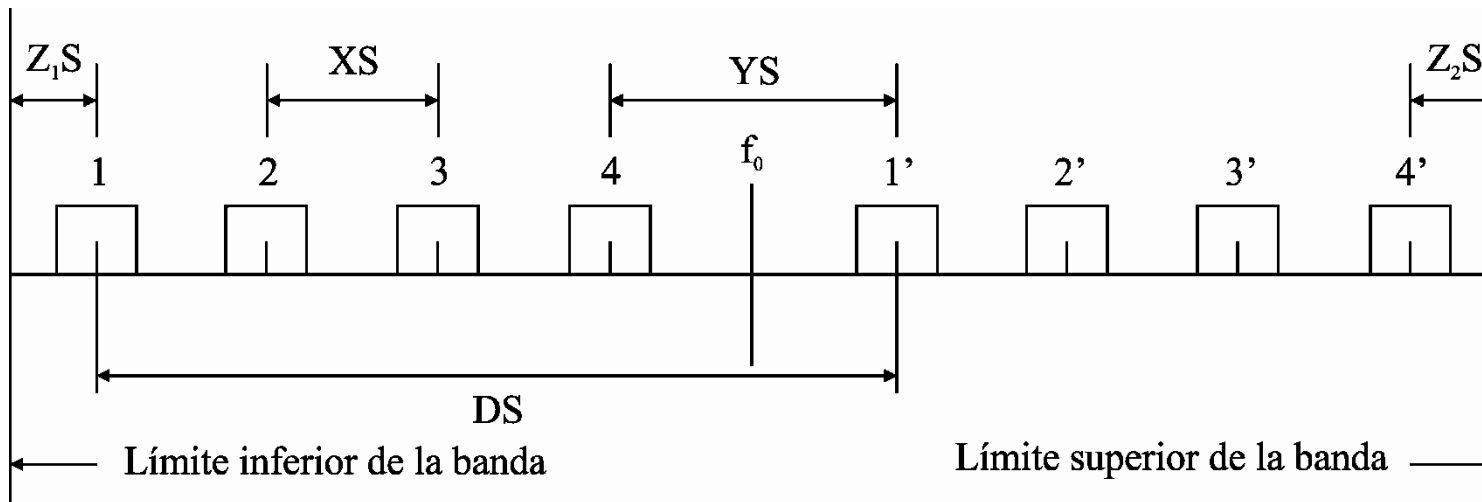 Z₁S XS YS Z₂S
f₀
1 2 3 4 1’ 2’ 3’ 4’
DS
Límite inferior de la banda Límite superior de la banda